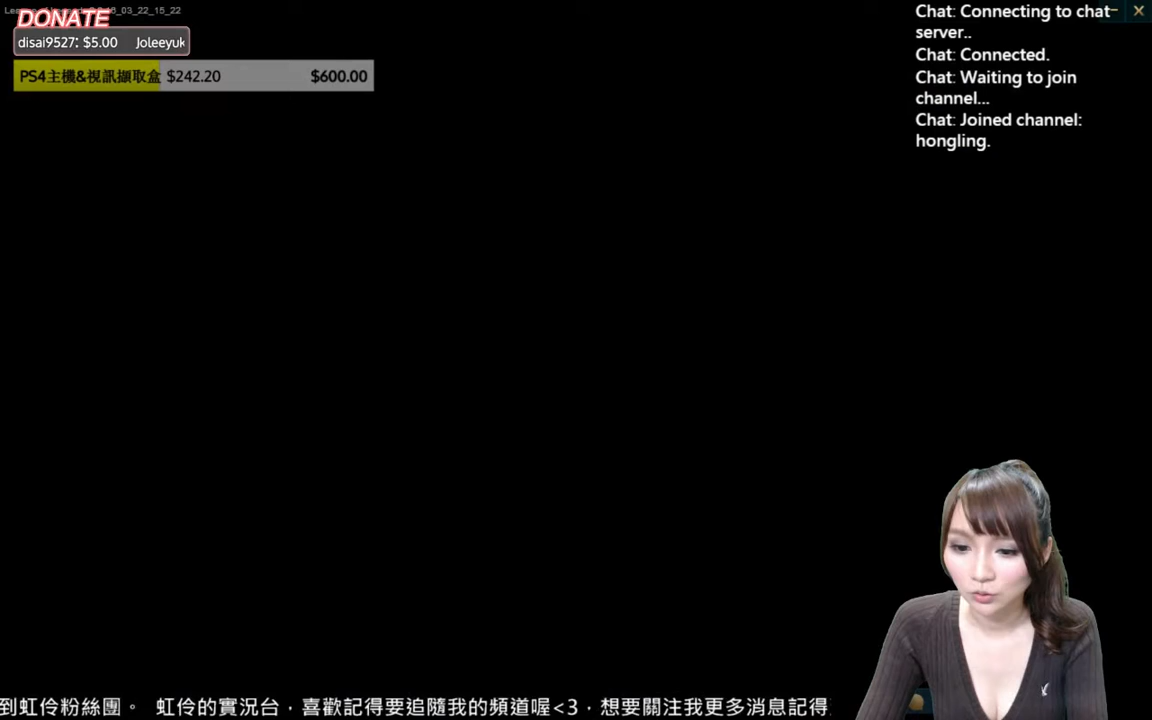 DONATE
disai9527: $5.00 Joleeyuk
PS4主機&視訊擷取盒 $242.20 $600.00
Chat: Connecting to chat
server..
Chat: Connected.
Chat: Waiting to join
channel...
Chat: Joined channel:
hongling.
到虹伶粉絲團。 虹伶的實況台，喜歡記得要追隨我的頻道喔<3，想要關注我更多消息記得